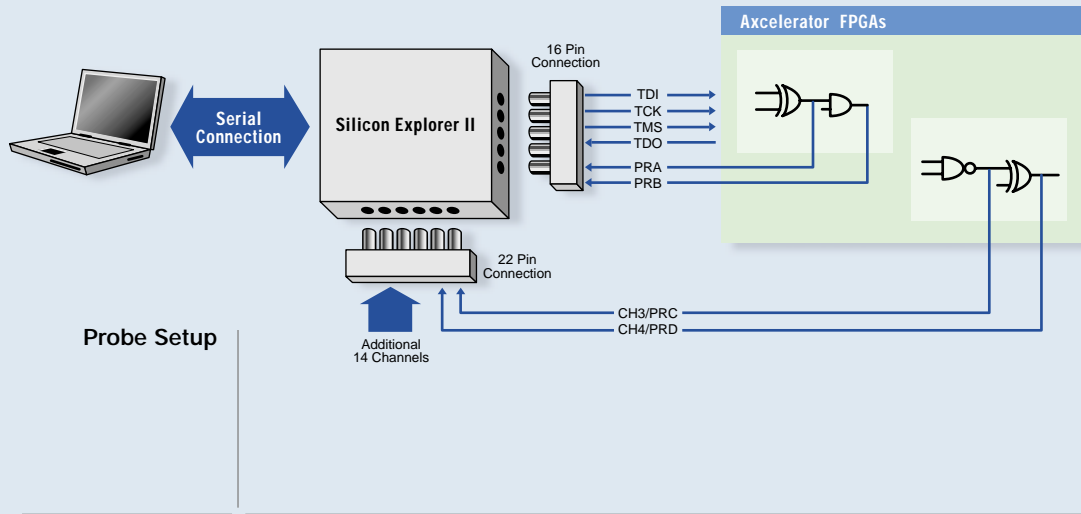 Axcelerator FPGAs
16 Pin
Connection
Serial
Connection
Silicon Explorer II
TDI
TCK
TMS
TDO
PRA
PRB
22 Pin
Connection
CH3/PRC
CH4/PRD
Additional
14 Channels
Probe Setup